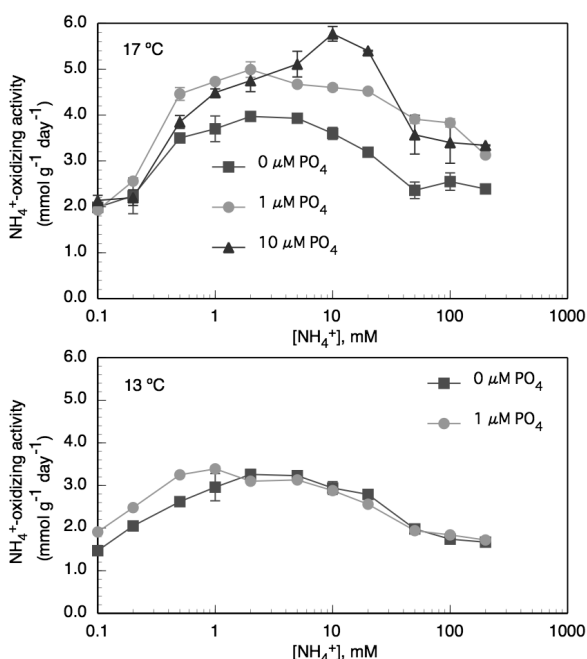 6.0
17 ºC
5.0
4.0
3.0
0 μM PO₄
1 μM PO₄
2.0
10 μM PO₄
1.0
0.0
0.1
1
10
100
1000
[NH₄⁺], mM
NH₄⁺-oxidizing activity
(mmol g⁻¹ day⁻¹)
6.0
13 ºC
0 μM PO₄
5.0
1 μM PO₄
4.0
3.0
2.0
1.0
0.0
0.1
1
10
100
1000
[NH₄⁺], mM
NH₄⁺-oxidizing activity
(mmol g⁻¹ day⁻¹)